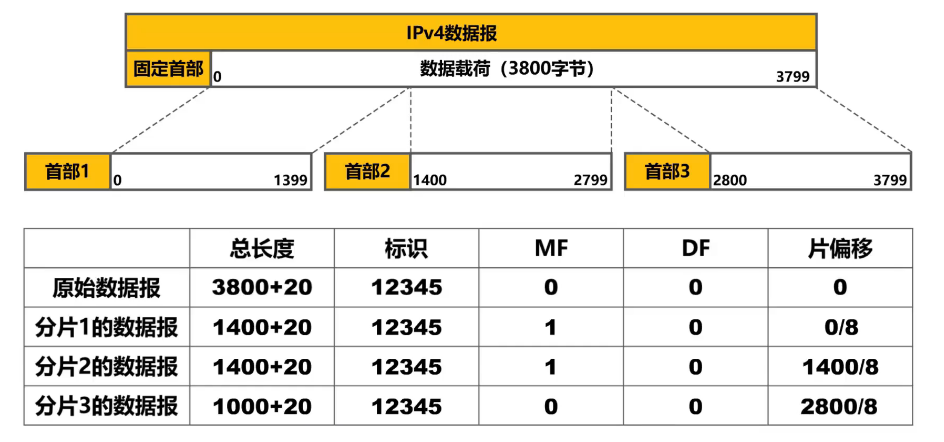 IPv4数据报
固定首部 0 数据载荷（3800字节） 3799
首部1 0 1399 首部2 1400 2799 首部3 2800 3799
总长度 标识 MF DF 片偏移
原始数据报 3800+20 12345 0 0 0
分片1的数据报 1400+20 12345 1 0 0/8
分片2的数据报 1400+20 12345 1 0 1400/8
分片3的数据报 1000+20 12345 0 0 2800/8